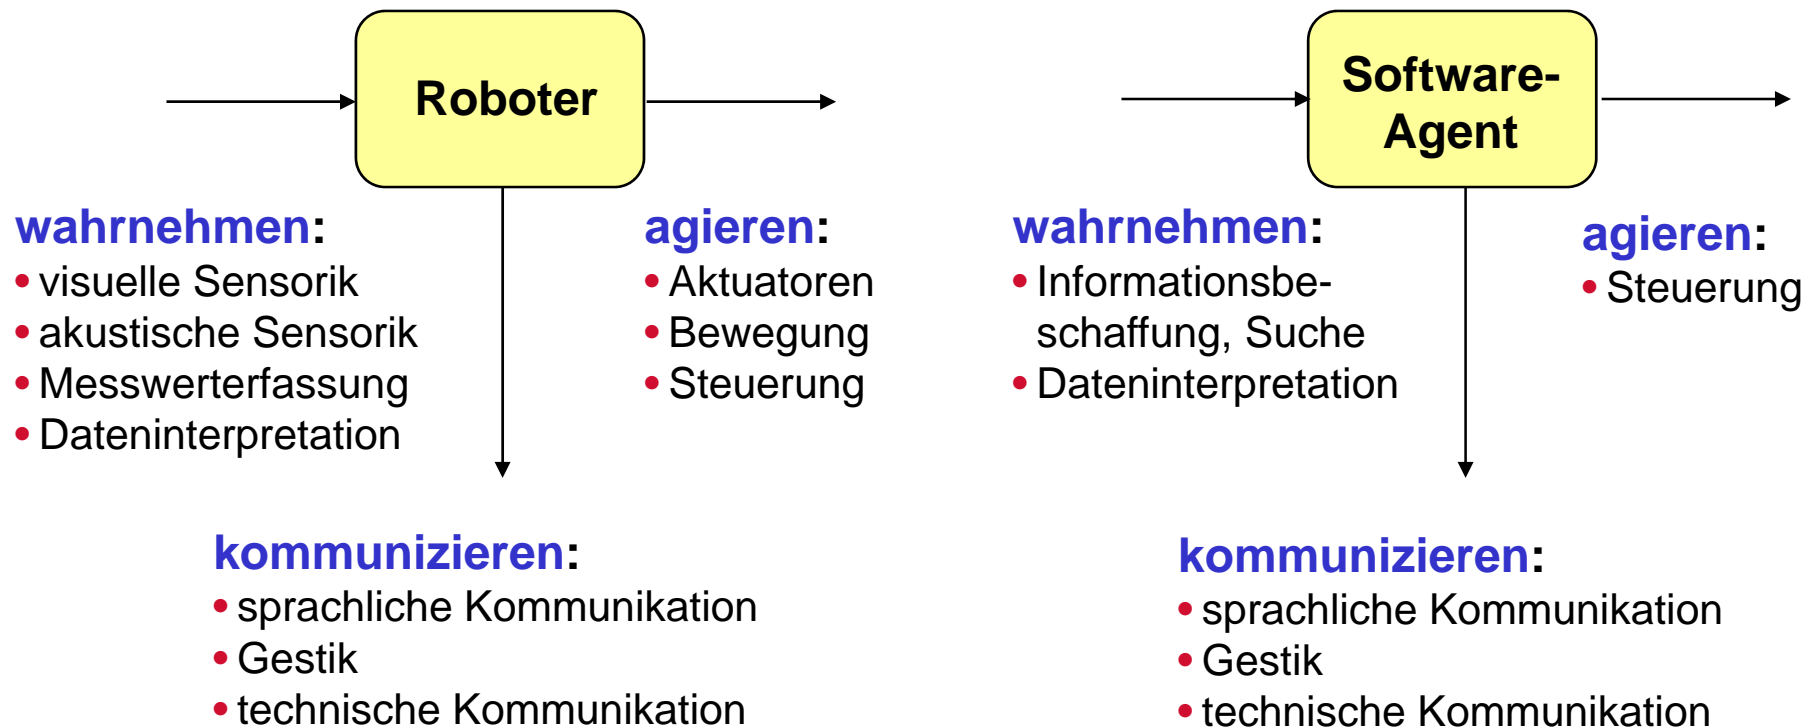 Roboter
wahrnehmen:
• visuelle Sensorik
• akustische Sensorik
• Messwerterfassung
• Dateninterpretation
agieren:
• Aktuatoren
• Bewegung
• Steuerung
kommunizieren:
• sprachliche Kommunikation
• Gestik
• technische Kommunikation
Software-
Agent
wahrnehmen:
• Informationsbe-
schaffung, Suche
• Dateninterpretation
agieren:
• Steuerung
kommunizieren:
• sprachliche Kommunikation
• Gestik
• technische Kommunikation